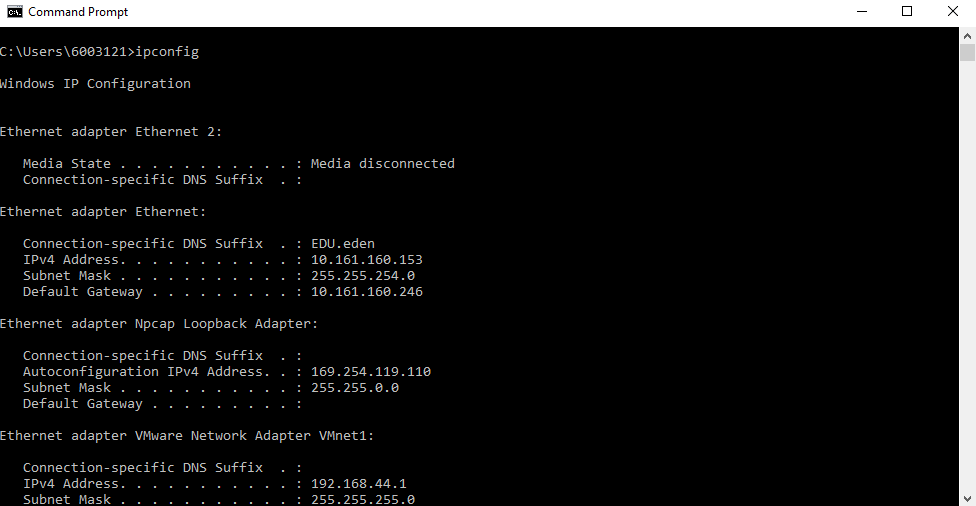 Command Prompt
C:\Users\6003121>ipconfig
Windows IP Configuration
Ethernet adapter Ethernet 2:
   Media State . . . . . . . . . . . : Media disconnected
   Connection-specific DNS Suffix  . :
Ethernet adapter Ethernet:
   Connection-specific DNS Suffix  . : EDU.eden
   IPv4 Address. . . . . . . . . . . : 10.161.160.153
   Subnet Mask . . . . . . . . . . . : 255.255.254.0
   Default Gateway . . . . . . . . . : 10.161.160.246
Ethernet adapter Npcap Loopback Adapter:
   Connection-specific DNS Suffix  . :
   Autoconfiguration IPv4 Address. . : 169.254.119.110
   Subnet Mask . . . . . . . . . . . : 255.255.0.0
   Default Gateway . . . . . . . . . :
Ethernet adapter VMware Network Adapter VMnet1:
   Connection-specific DNS Suffix  . :
   IPv4 Address. . . . . . . . . . . : 192.168.44.1
   Subnet Mask . . . . . . . . . . . : 255.255.255.0